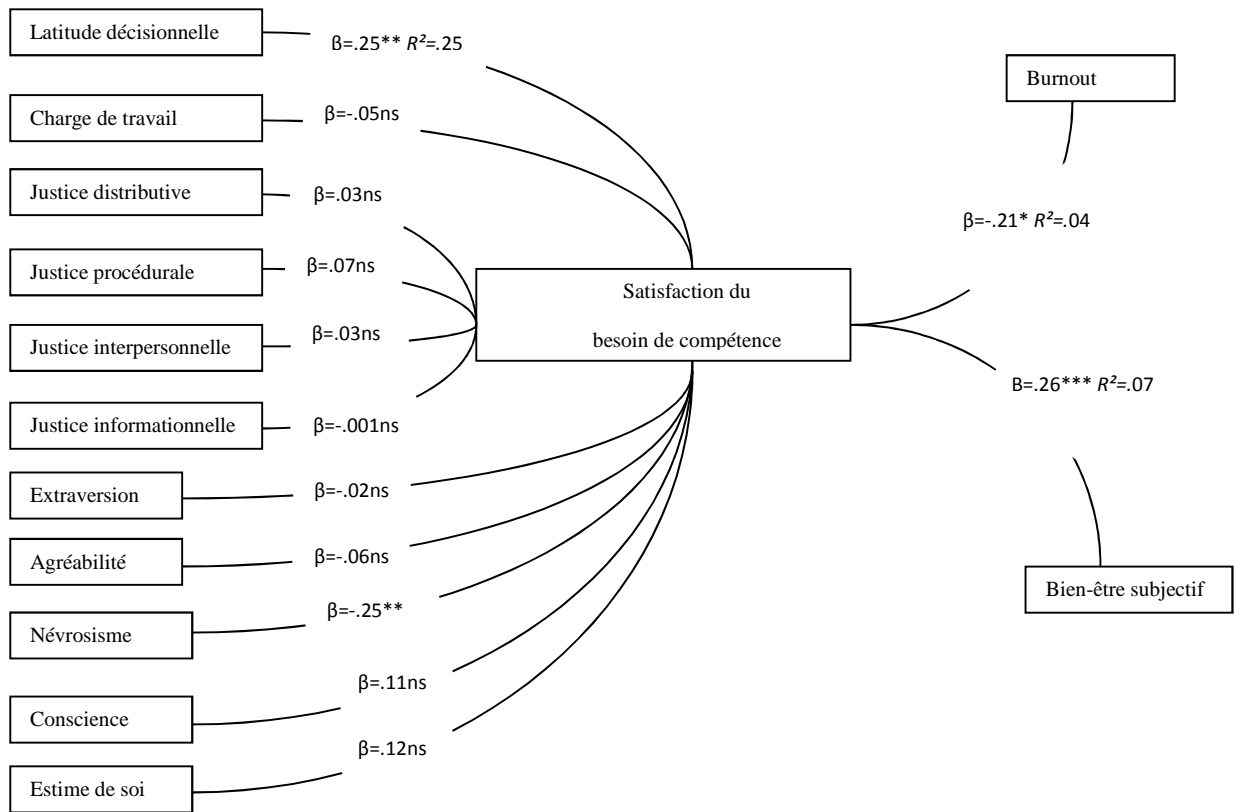 Latitude décisionnelle
β=.25** R²=.25
Charge de travail
β=-.05ns
Justice distributive
β=.03ns
Justice procédurale
β=.07ns
Justice interpersonnelle
β=.03ns
Justice informationnelle
β=-.001ns
Extraversion
β=-.02ns
Agréabilité
β=-.06ns
Névrosisme
β=-.25**
Conscience
β=.11ns
Estime de soi
β=.12ns
Satisfaction du
besoin de compétence
Burnout
β=-.21* R²=.04
B=.26*** R²=.07
Bien-être subjectif